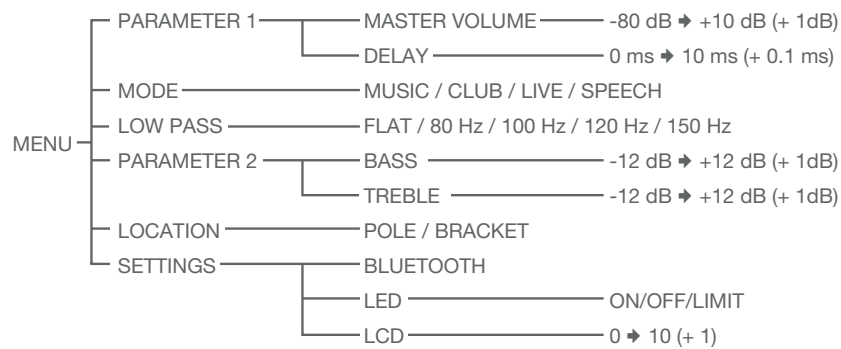 PARAMETER 1 MASTER VOLUME -80 dB ➧ +10 dB (+ 1dB)
DELAY 0 ms ➧ 10 ms (+ 0.1 ms)
MODE MUSIC / CLUB / LIVE / SPEECH
LOW PASS FLAT / 80 Hz / 100 Hz / 120 Hz / 150 Hz
MENU
PARAMETER 2 BASS -12 dB ➧ +12 dB (+ 1dB)
TREBLE -12 dB ➧ +12 dB (+ 1dB)
LOCATION POLE / BRACKET
SETTINGS BLUETOOTH
LED ON/OFF/LIMIT
LCD 0 ➧ 10 (+ 1)